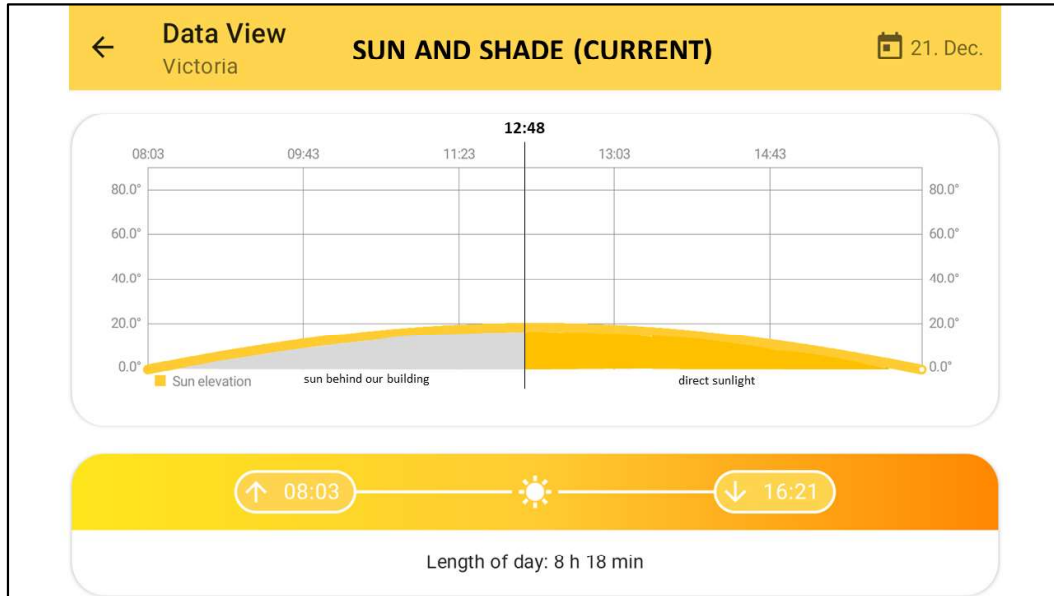 Data View
Victoria
SUN AND SHADE (CURRENT)
21. Dec.
12:48
08:03 09:43 11:23 13:03 14:43
80.0° 80.0°
60.0° 60.0°
40.0° 40.0°
20.0° 20.0°
0.0° 0.0°
Sun elevation sun behind our building direct sunlight
08:03 16:21
Length of day: 8 h 18 min